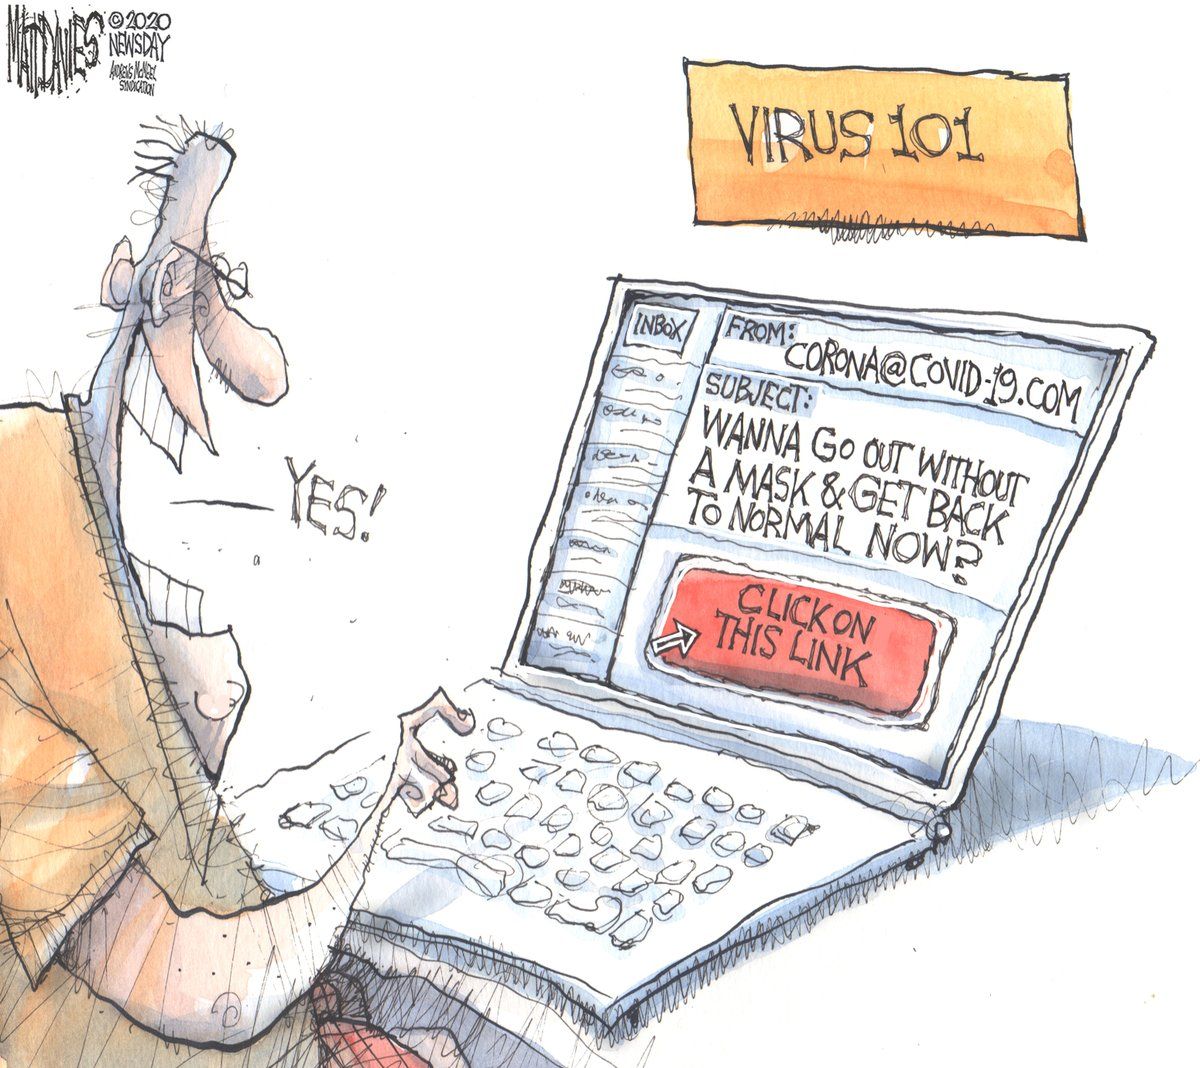 MATT DAVIES
© 2020
NEWSDAY
ANDREWS McMEEL
SYNDICATION
VIRUS 101
INBOX
FROM:
CORONA@COVID-19.COM
SUBJECT:
WANNA GO OUT WITHOUT
A MASK & GET BACK
TO NORMAL NOW?
CLICK ON
THIS LINK
YES!